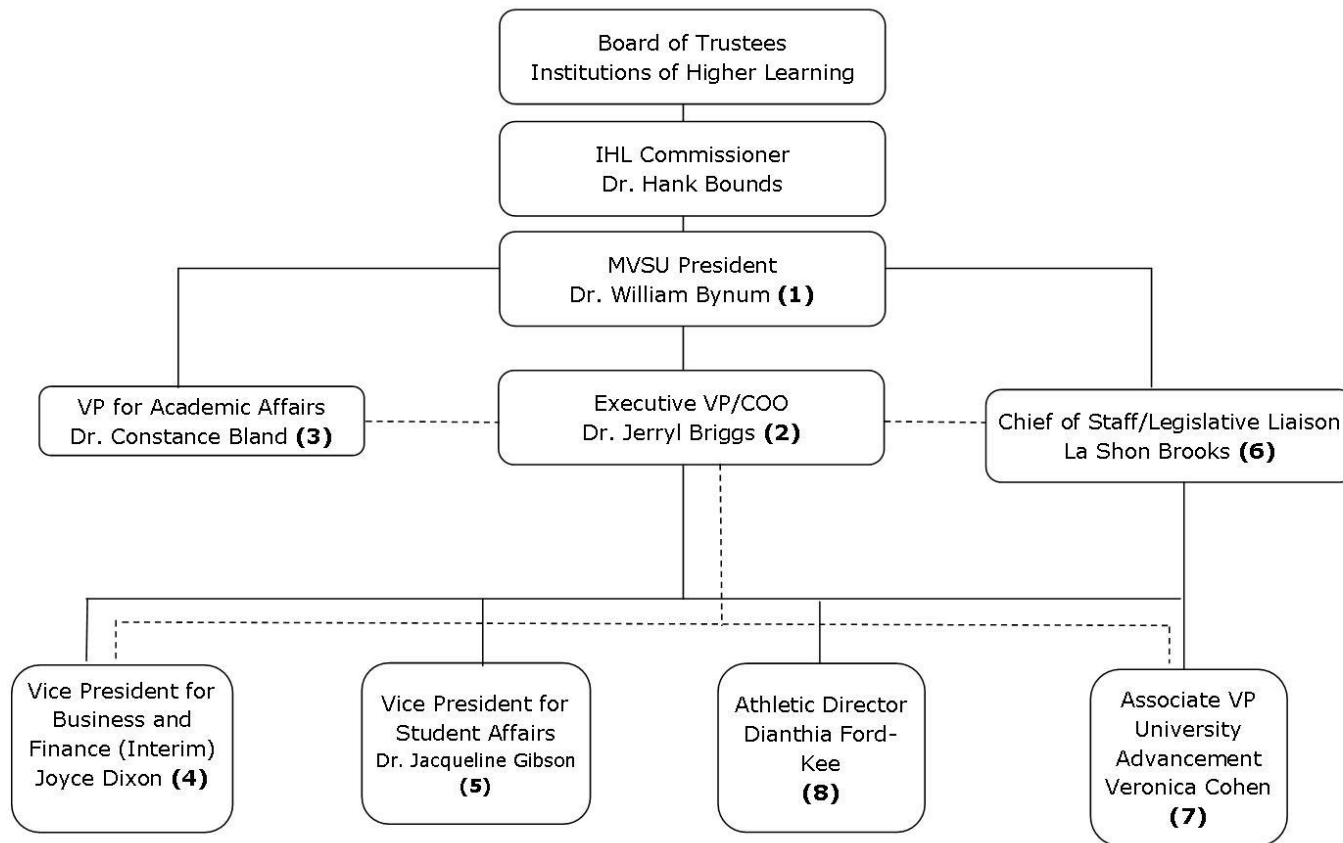 Board of Trustees
Institutions of Higher Learning
IHL Commissioner
Dr. Hank Bounds
MVSU President
Dr. William Bynum (1)
VP for Academic Affairs
Dr. Constance Bland (3)
Executive VP/COO
Dr. Jerryl Briggs (2)
Chief of Staff/Legislative Liaison
La Shon Brooks (6)
Vice President for
Business and
Finance (Interim)
Joyce Dixon (4)
Vice President for
Student Affairs
Dr. Jacqueline Gibson
(5)
Athletic Director
Dianthia Ford-
Kee
(8)
Associate VP
University
Advancement
Veronica Cohen
(7)